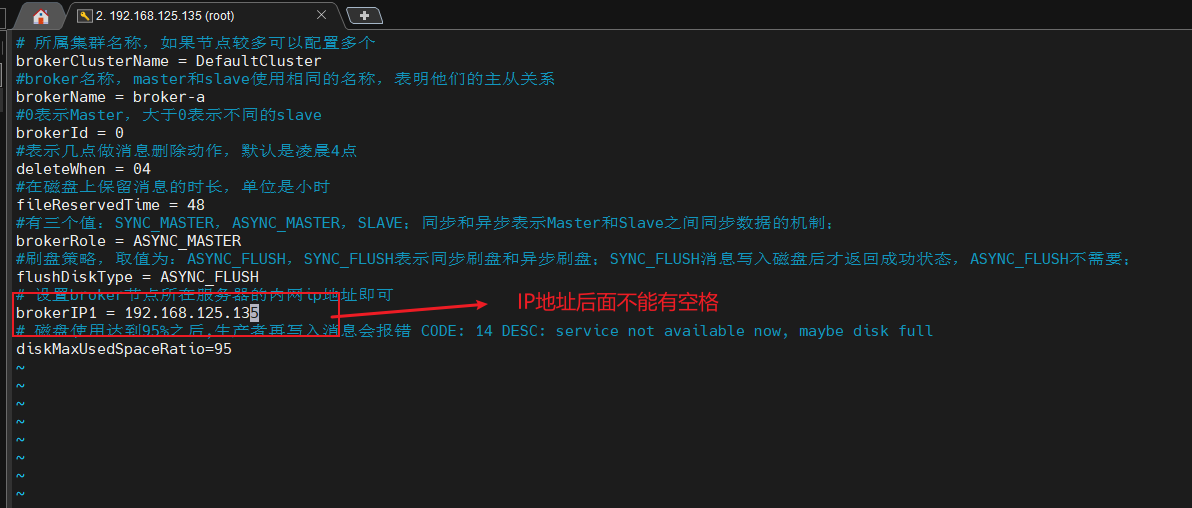 2. 192.168.125.135 (root)
# 所属集群名称，如果节点较多可以配置多个
brokerClusterName = DefaultCluster
#broker名称，master和slave使用相同的名称，表明他们的主从关系
brokerName = broker-a
#0表示Master，大于0表示不同的slave
brokerId = 0
#表示几点做消息删除动作，默认是凌晨4点
deleteWhen = 04
#在磁盘上保留消息的时长，单位是小时
fileReservedTime = 48
#有三个值：SYNC_MASTER，ASYNC_MASTER，SLAVE；同步和异步表示Master和Slave之间同步数据的机制；
brokerRole = ASYNC_MASTER
#刷盘策略，取值为：ASYNC_FLUSH，SYNC_FLUSH表示同步刷盘和异步刷盘；SYNC_FLUSH消息写入磁盘后才返回成功状态，ASYNC_FLUSH不需要；
flushDiskType = ASYNC_FLUSH
# 设置broker节点所在服务器的内网ip地址即可
brokerIP1 = 192.168.125.135
IP地址后面不能有空格
# 磁盘使用达到95%之后,生产者再写入消息会报错 CODE: 14 DESC: service not available now, maybe disk full
diskMaxUsedSpaceRatio=95
~
~
~
~
~
~
~
~